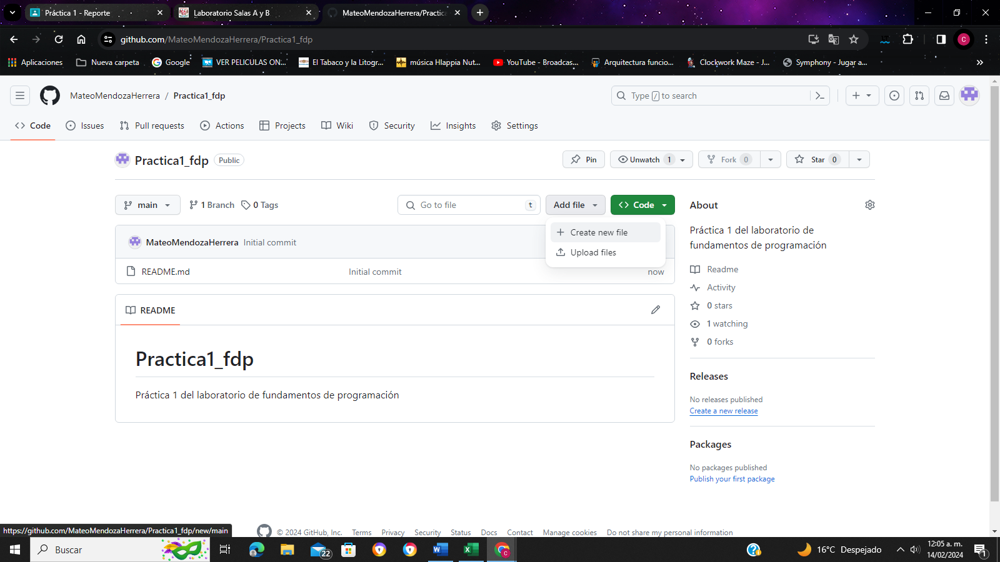 Práctica 1 - Reporte
Laboratorio Salas A y B
MateoMendozaHerrera/Practica
github.com/MateoMendozaHerrera/Practica1_fdp
C
Aplicaciones
Nueva carpeta
Google
VER PELICULAS ON...
El Tabaco y la Litogr...
música Hlappia Nut...
YouTube - Broadcas...
Arquitectura funcio...
Clockwork Maze - J...
Symphony - Jugar a...
MateoMendozaHerrera / Practica1_fdp
Type / to search
Code
Issues
Pull requests
Actions
Projects
Wiki
Security
Insights
Settings
Practica1_fdp
Public
Pin
Unwatch 1
Fork 0
Star 0
main
1 Branch
0 Tags
Go to file
t
Add file
Code
Create new file
Upload files
MateoMendozaHerrera Initial commit
README.md
Initial commit
now
README
Practica1_fdp
Práctica 1 del laboratorio de fundamentos de programación
About
Práctica 1 del laboratorio de
fundamentos de programación
Readme
Activity
0 stars
1 watching
0 forks
Releases
No releases published
Create a new release
Packages
No packages published
Publish your first package
https://github.com/MateoMendozaHerrera/Practica1_fdp/new/main
© 2024 GitHub, Inc.
Terms
Privacy
Security
Status
Docs
Contact
Manage cookies
Do not share my personal information
Buscar
22
16°C Despejado
12:05 a. m.
14/02/2024
1